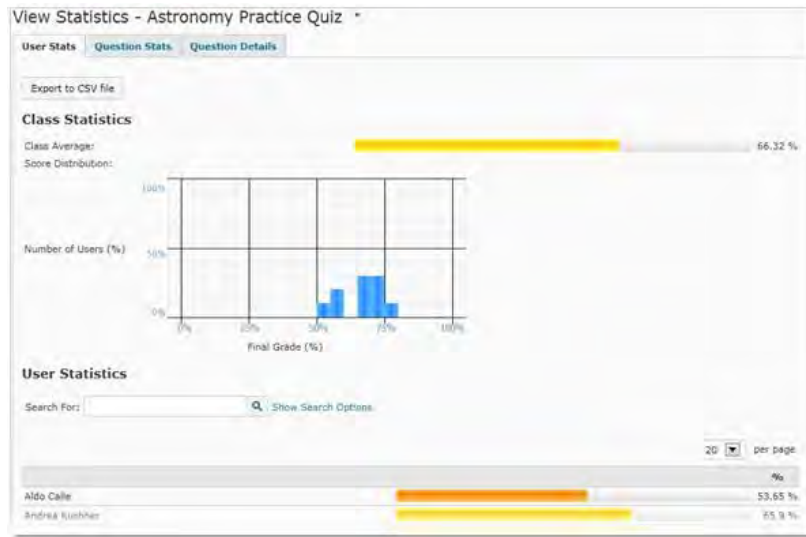 View Statistics - Astronomy Practice Quiz
User Stats Question Stats Question Details
Export to CSV file
Class Statistics
Class Average: 66.32 %
Score Distribution:
100%
Number of Users (%)
50%
0%
0% 25% 50% 75% 100%
Final Grade (%)
User Statistics
Search For: Show Search Options
20 per page
%
Aldo Calle 53.65 %
Andrea Kushner 65.9 %